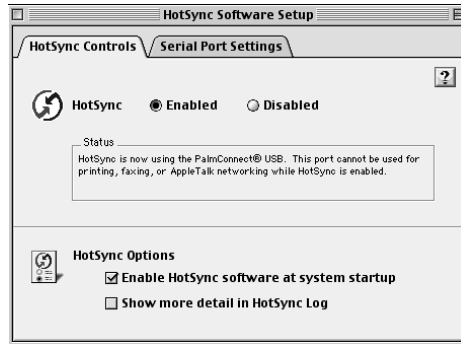 HotSync Software Setup
HotSync Controls
Serial Port Settings
?
HotSync Enabled Disabled
Status
HotSync is now using the PalmConnect® USB. This port cannot be used for
printing, faxing, or AppleTalk networking while HotSync is enabled.
HotSync Options
Enable HotSync software at system startup
Show more detail in HotSync Log